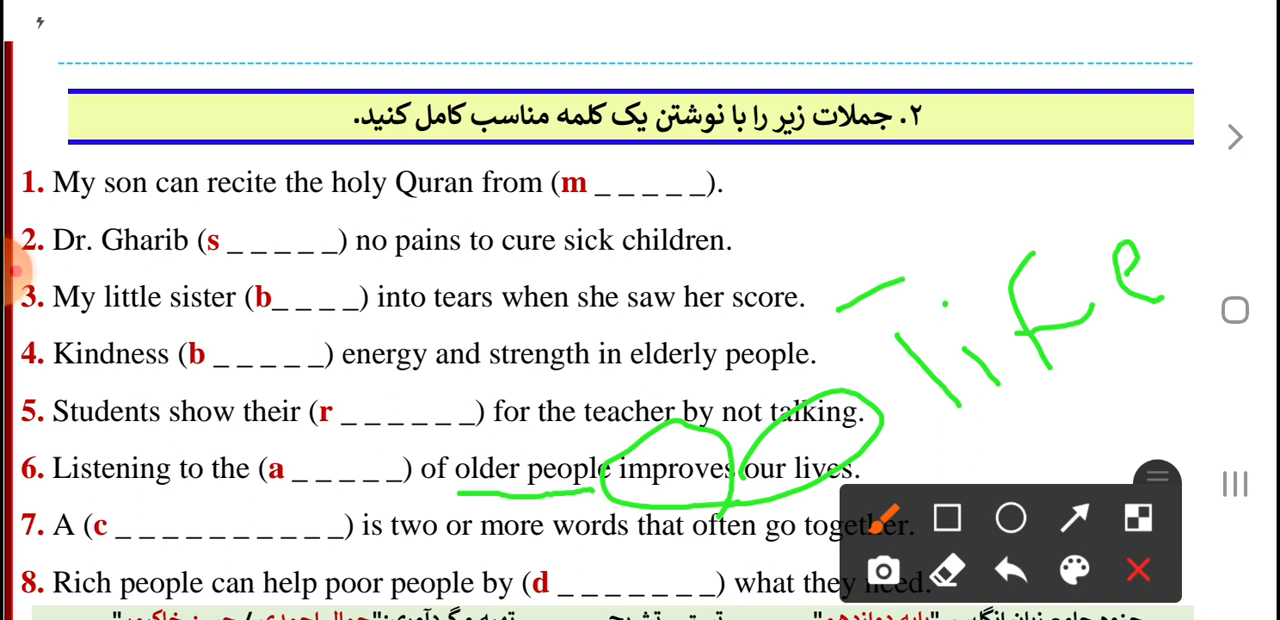 ۲. جملات زیر را با نوشتن یک کلمه مناسب کامل کنید.
1. My son can recite the holy Quran from (m _ _ _ _ _).
2. Dr. Gharib (s _ _ _ _ _) no pains to cure sick children.
3. My little sister (b_ _ _ _) into tears when she saw her score.
life
4. Kindness (b _ _ _ _ _) energy and strength in elderly people.
5. Students show their (r _ _ _ _ _ _) for the teacher by not talking.
6. Listening to the (a _ _ _ _ _) of older people improves our lives.
7. A (c _ _ _ _ _ _ _ _ _ _) is two or more words that often go together.
8. Rich people can help poor people by (d _ _ _ _ _ _ _) what they need.